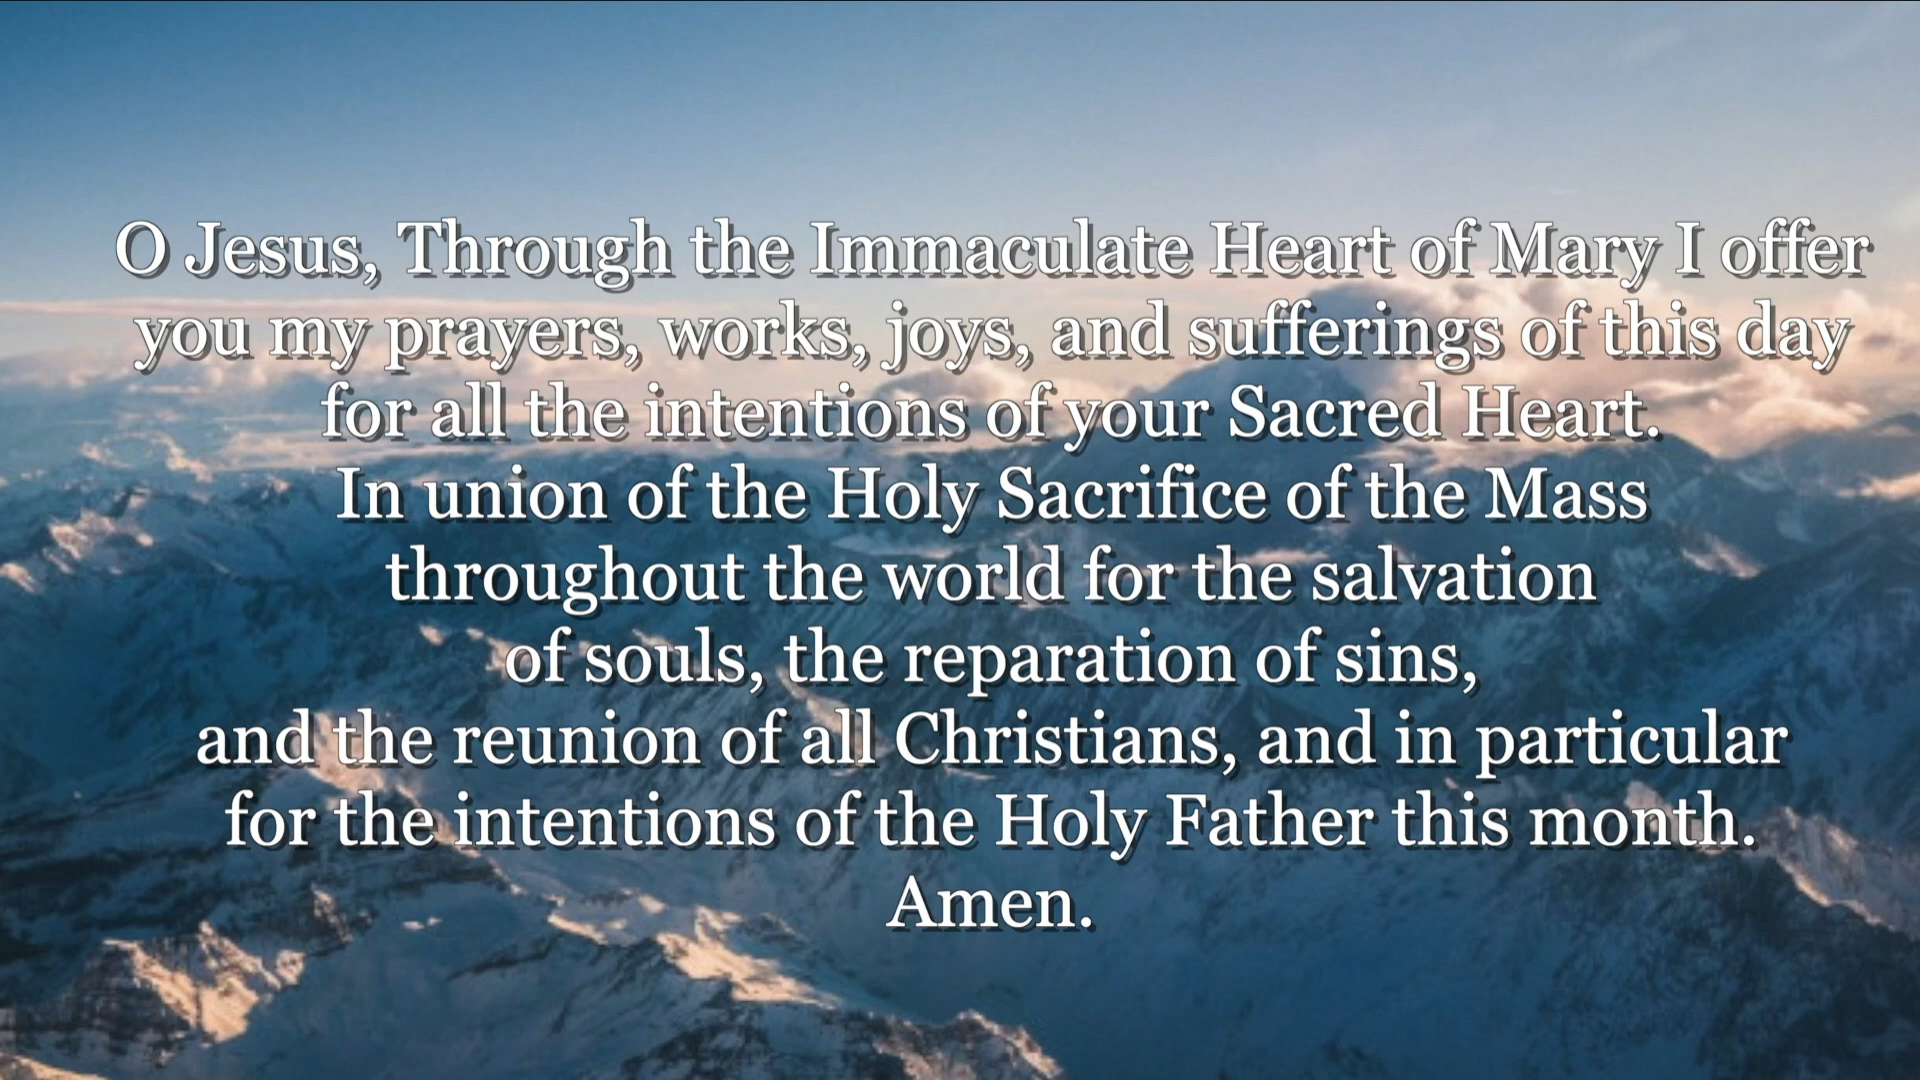 O Jesus, Through the Immaculate Heart of Mary I offer
you my prayers, works, joys, and sufferings of this day
for all the intentions of your Sacred Heart.
In union of the Holy Sacrifice of the Mass
throughout the world for the salvation
of souls, the reparation of sins,
and the reunion of all Christians, and in particular
for the intentions of the Holy Father this month.
Amen.